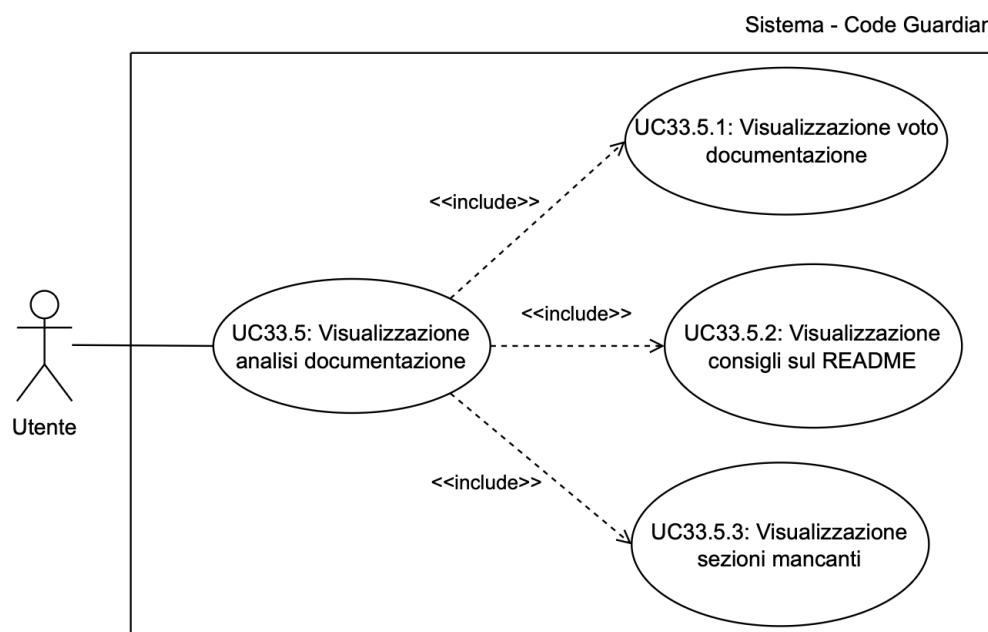 Sistema - Code Guardian
UC33.5.1: Visualizzazione voto
documentazione
<<include>>
<<include>>
UC33.5: Visualizzazione
analisi documentazione
UC33.5.2: Visualizzazione
consigli sul README
Utente
<<include>>
UC33.5.3: Visualizzazione
sezioni mancanti